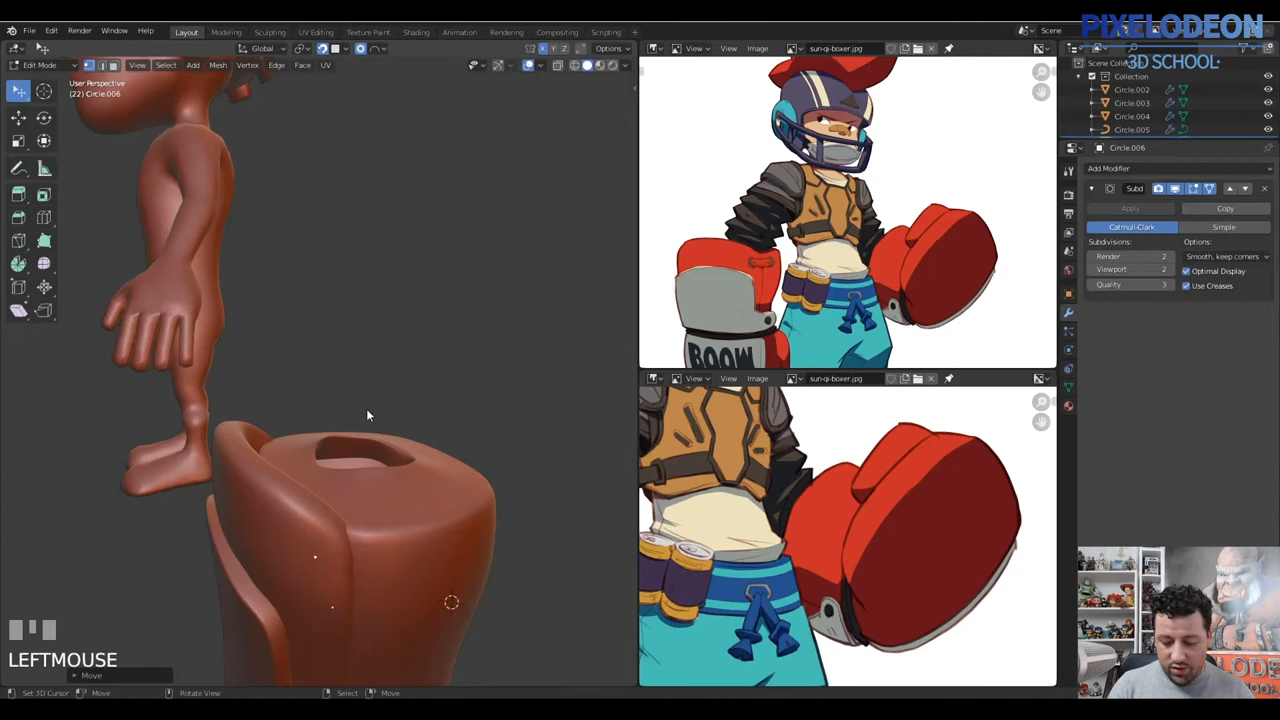 File Edit Render Window Help Layout Modeling Sculpting UV Editing Texture Paint Shading Animation Rendering Compositing Scripting Scene
PIXELODEON
3D SCHOOL
Global X Y Z Options View Image sun-qi-boxer.jpg
Edit Mode View Select Add Mesh Vertex Edge Face UV
Scene Collection
Collection
Circle.002
Circle.003
Circle.004
Circle.005
User Perspective
(22) Circle.006
Circle.006
Add Modifier
Subd
Apply Copy
Catmull-Clark Simple
Subdivisions: Options:
Render 2 Smooth, keep corners
Viewport 2 Optimal Display
Quality 3 Use Creases
BOOW
View View Image sun-qi-boxer.jpg
LEFTMOUSE
Move
Set 3D Cursor Move Rotate View Select Move